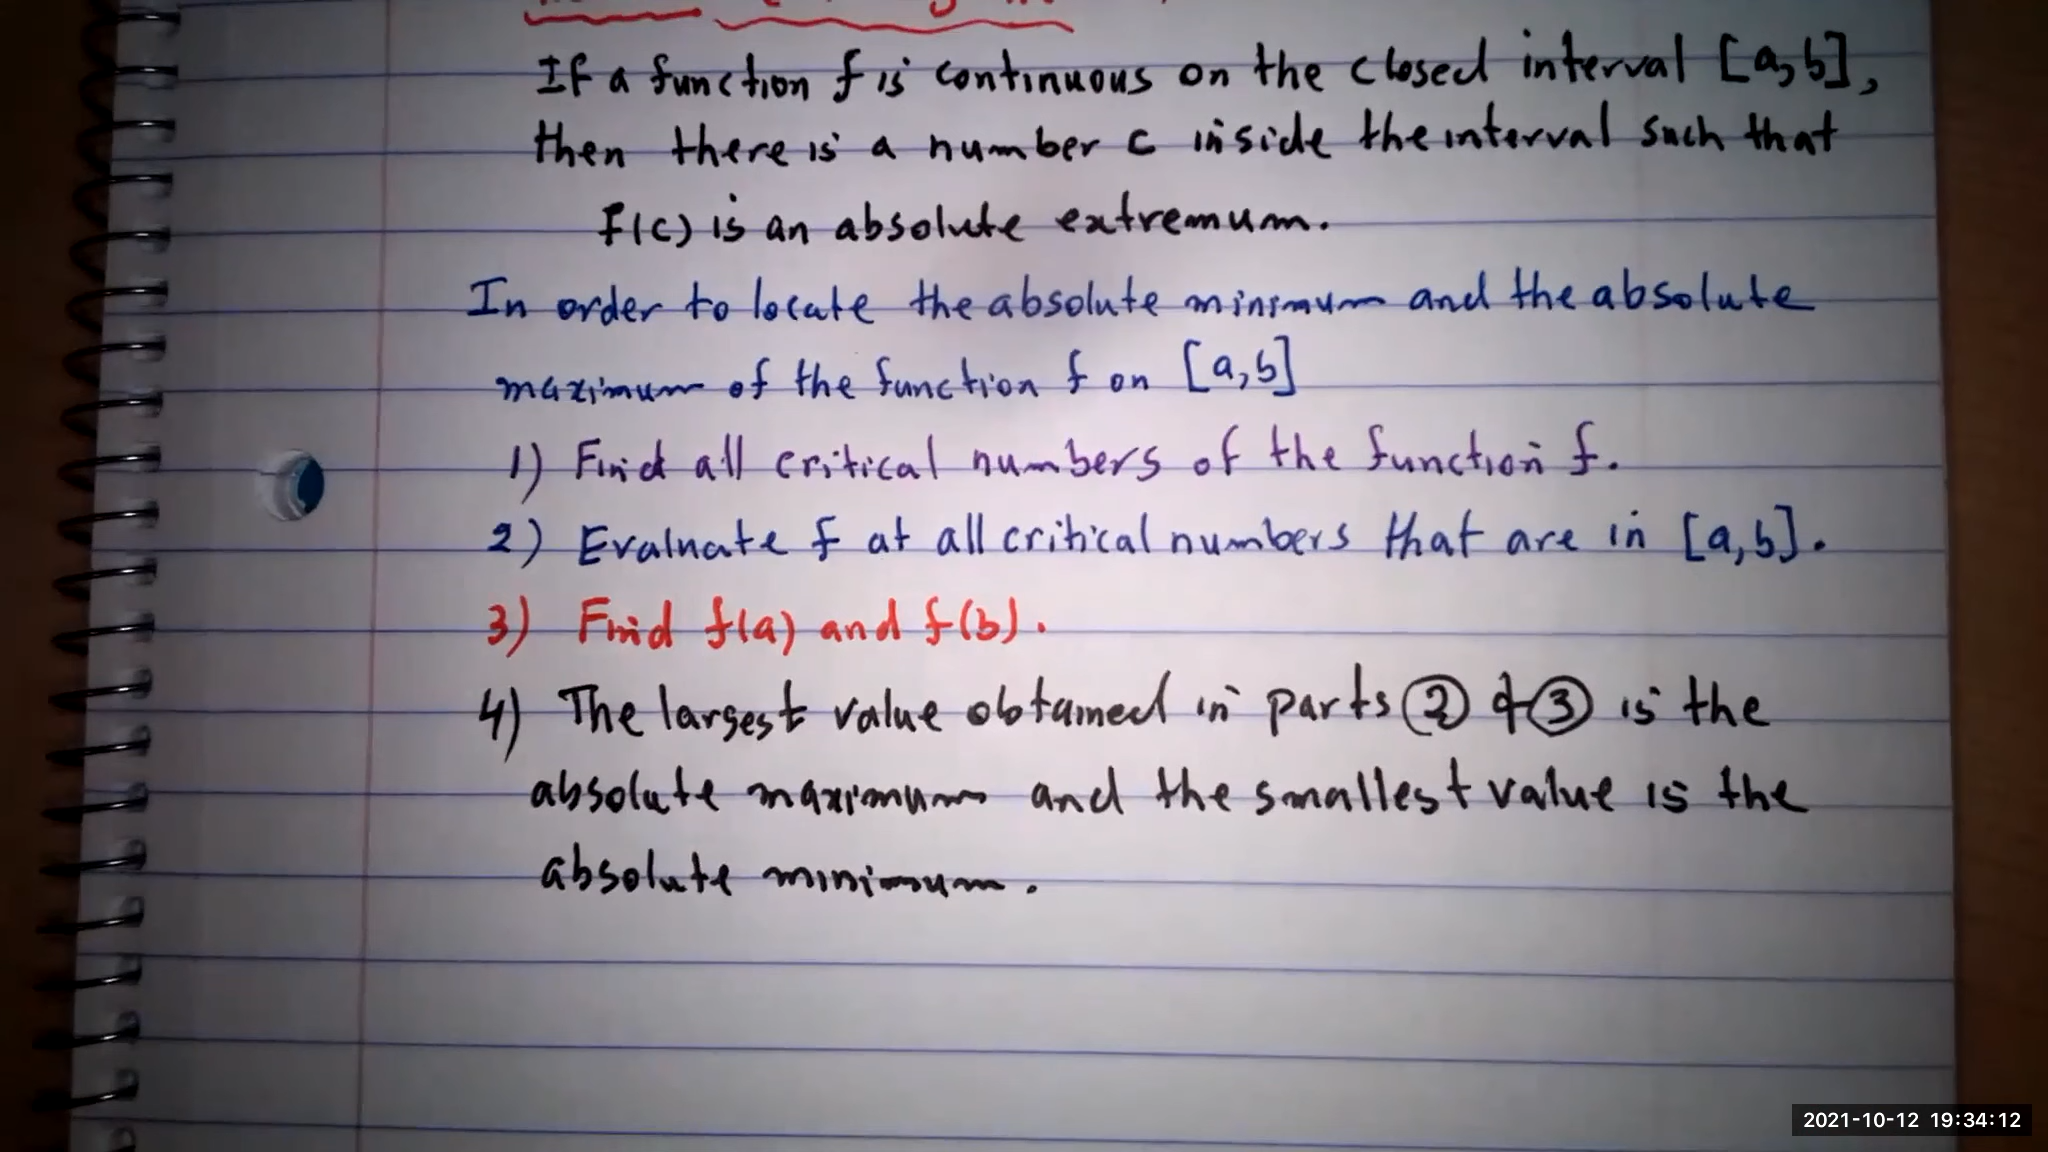 If a function f is continuous on the closed interval [a,b],
then there is a number c inside the interval such that
f(c) is an absolute extremum.
In order to locate the absolute minimum and the absolute
maximum of the function f on [a,b]
1) Find all critical numbers of the function f.
2) Evaluate f at all critical numbers that are in [a,b].
3) Find f(a) and f(b).
4) The largest value obtained in parts ② & ③ is the
absolute maximum and the smallest value is the
absolute minimum.
2021-10-12 19:34:12